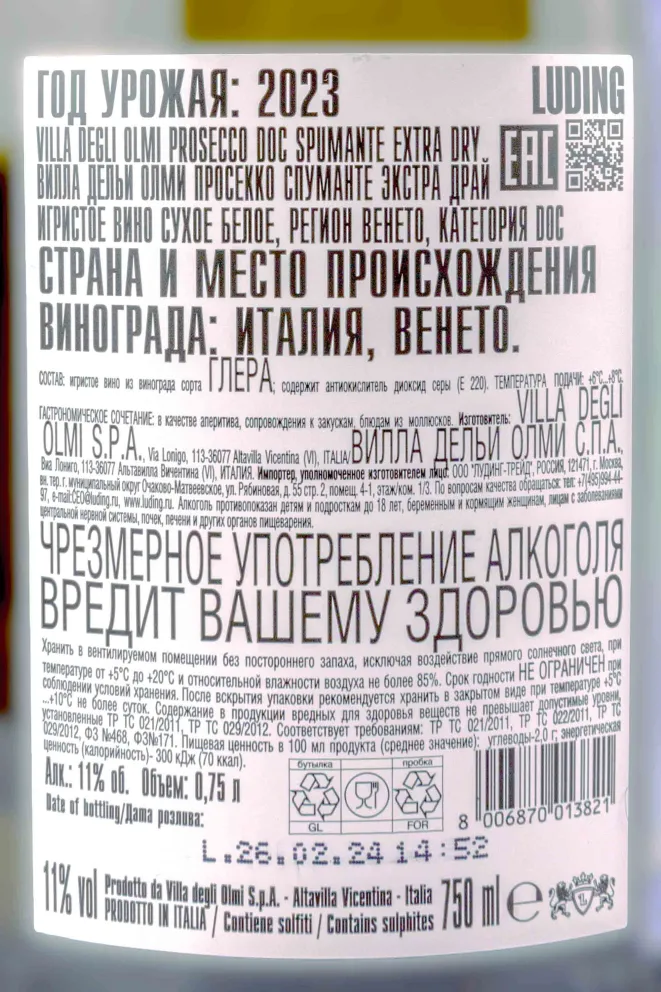 ГОД УРОЖАЯ: 2023
LUDING
VILLA DEGLI OLMI PROSECCO DOC SPUMANTE EXTRA DRY.
EAC
ВИЛЛА ДЕЛЬИ ОЛМИ ПРОСЕККО СПУМАНТЕ ЭКСТРА ДРАЙ
ИГРИСТОЕ ВИНО СУХОЕ БЕЛОЕ, РЕГИОН ВЕНЕТО, КАТЕГОРИЯ DOC
СТРАНА И МЕСТО ПРОИСХОЖДЕНИЯ
ВИНОГРАДА: ИТАЛИЯ, ВЕНЕТО.
СОСТАВ: игристое вино из винограда сорта ГЛЕРА; содержит антиокислитель диоксид серы (E 220). ТЕМПЕРАТУРА ПОДАЧИ: +6°C...+8°C.
ГАСТРОНОМИЧЕСКОЕ СОЧЕТАНИЕ: в качестве аперитива, сопровождения к закускам, блюдам из моллюсков. Изготовитель: VILLA DEGLI
OLMI S.P.A., Via Lonigo, 113-36077 Altavilla Vicentina (VI), ITALIA/ВИЛЛА ДЕЛЬИ ОЛМИ С.П.А.,
Виа Лониго, 113-36077 Альтавилла Вичентина (VI), ИТАЛИЯ. Импортер, уполномоченное изготовителем лицо: ООО "ЛУДИНГ-ТРЕЙД", РОССИЯ, 121471, г. Москва,
вн. тер. г. муниципальный округ Очаково-Матвеевское, ул. Рябиновая, д. 55 стр. 2, помещ. 4-1, этаж/ком. 1/3. По вопросам качества обращаться: тел: +7(495)994-44-
97, e-mail:CEO@luding.ru, www.luding.ru. Алкоголь противопоказан детям и подросткам до 18 лет, беременным и кормящим женщинам, лицам с заболеваниями
центральной нервной системы, почек, печени и других органов пищеварения.
ЧРЕЗМЕРНОЕ УПОТРЕБЛЕНИЕ АЛКОГОЛЯ
ВРЕДИТ ВАШЕМУ ЗДОРОВЬЮ
Хранить в вентилируемом помещении без постороннего запаха, исключая воздействие прямого солнечного света, при
температуре от +5°C до +20°C и относительной влажности воздуха не более 85%. Срок годности НЕ ОГРАНИЧЕН при
соблюдении условий хранения. После вскрытия упаковки рекомендуется хранить в закрытом виде при температуре +5°C
...+10°C не более суток. Содержание в продукции вредных для здоровья веществ не превышает допустимые уровни,
установленные ТР ТС 021/2011, ТР ТС 029/2012. Соответствует требованиям: ТР ТС 021/2011, ТР ТС 022/2011, ТР ТС
029/2012, ФЗ №468, ФЗ№171. Пищевая ценность в 100 мл продукта (среднее значение): углеводы-2,0 г; энергетическая
ценность (калорийность)- 300 кДж (70 ккал).
Алк.: 11% об. Объем: 0,75 л
Date of bottling/Дата розлива:
бутылка
пробка
GL
FOR
8 006870 013821
L.26.02.24 14:52
11% vol
Prodotto da Villa degli Olmi S.p.A. - Altavilla Vicentina - Italia
PRODOTTO IN ITALIA / Contiene solfiti / Contains sulphites
750 ml e